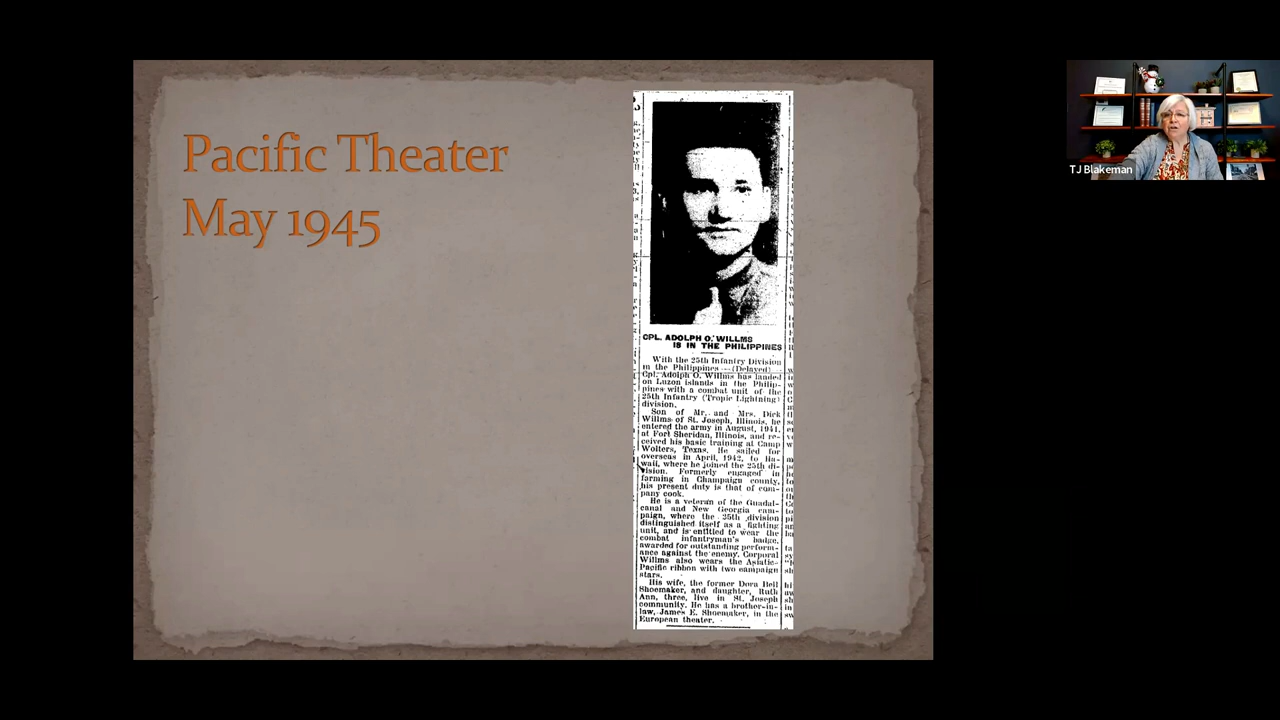 Pacific Theater
May 1945
CPL. ADOLPH O. WILLMS
IS IN THE PHILIPPINES
With the 25th Infantry Division
in the Philippines — (Delayed) —
Cpl. Adolph O. Willms has landed
on Luzon islands in the Philip-
pines with a combat unit of the
25th Infantry (Tropic Lightning)
division.
Son of Mr. and Mrs. Dick
Willms of St. Joseph, Illinois, he
entered the army in August, 1941,
at Fort Sheridan, Illinois, and re-
ceived his basic training at Camp
Wolters, Texas. He sailed for
overseas in April, 1942, to Ha-
waii, where he joined the 25th di-
vision. Formerly engaged in
farming in Champaign county,
his present duty is that of com-
pany cook.
He is a veteran of the Guadal-
canal and New Georgia cam-
paign, where the 25th division
distinguished itself as a fighting
unit, and is entitled to wear the
combat infantryman's badge,
awarded for outstanding perform-
ance against the enemy. Corporal
Willms also wears the Asiatic-
Pacific ribbon with two campaign
stars.
His wife, the former Dora Bell
Shoemaker, and daughter, Ruth
Ann, three, live in St. Joseph
community. He has a brother-in-
law, James E. Shoemaker, in the
European theater.
TJ Blakeman